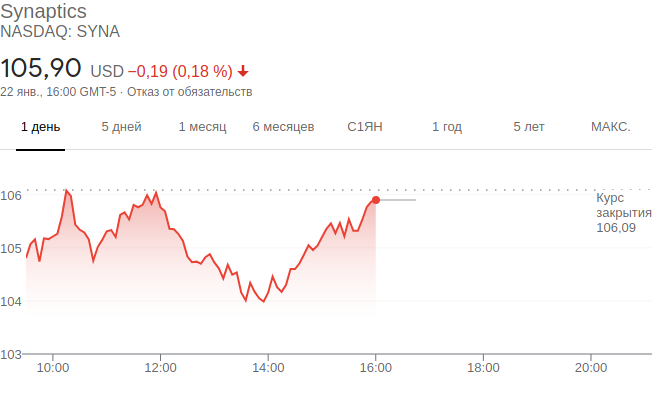 Synaptics
NASDAQ: SYNA
105,90 USD −0,19 (0,18 %)
22 янв., 16:00 GMT-5 · Отказ от обязательств
1 день 5 дней 1 месяц 6 месяцев С1ЯН 1 год 5 лет МАКС.
106
Курс
закрытия
106,09
105
104
103
10:00 12:00 14:00 16:00 18:00 20:00